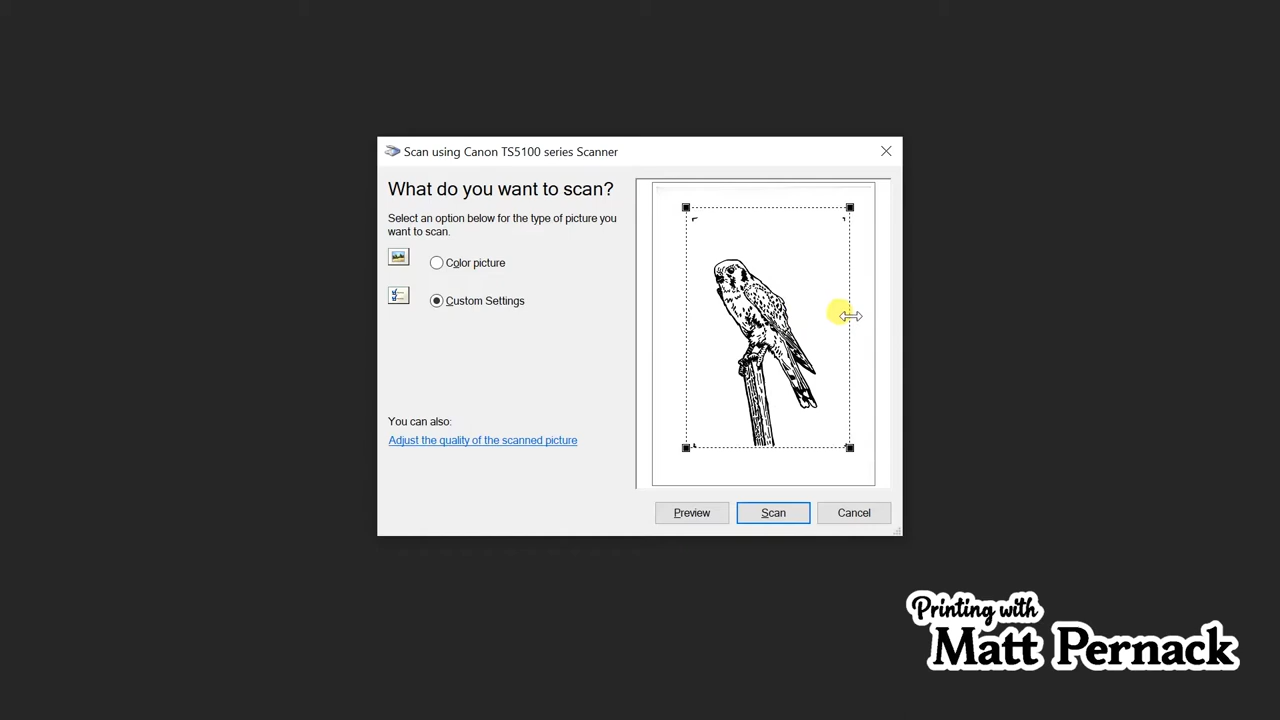 Scan using Canon TS5100 series Scanner
What do you want to scan?
Select an option below for the type of picture you
want to scan.
Color picture
Custom Settings
You can also:
Adjust the quality of the scanned picture
Preview
Scan
Cancel
Printing with
Matt Pernack